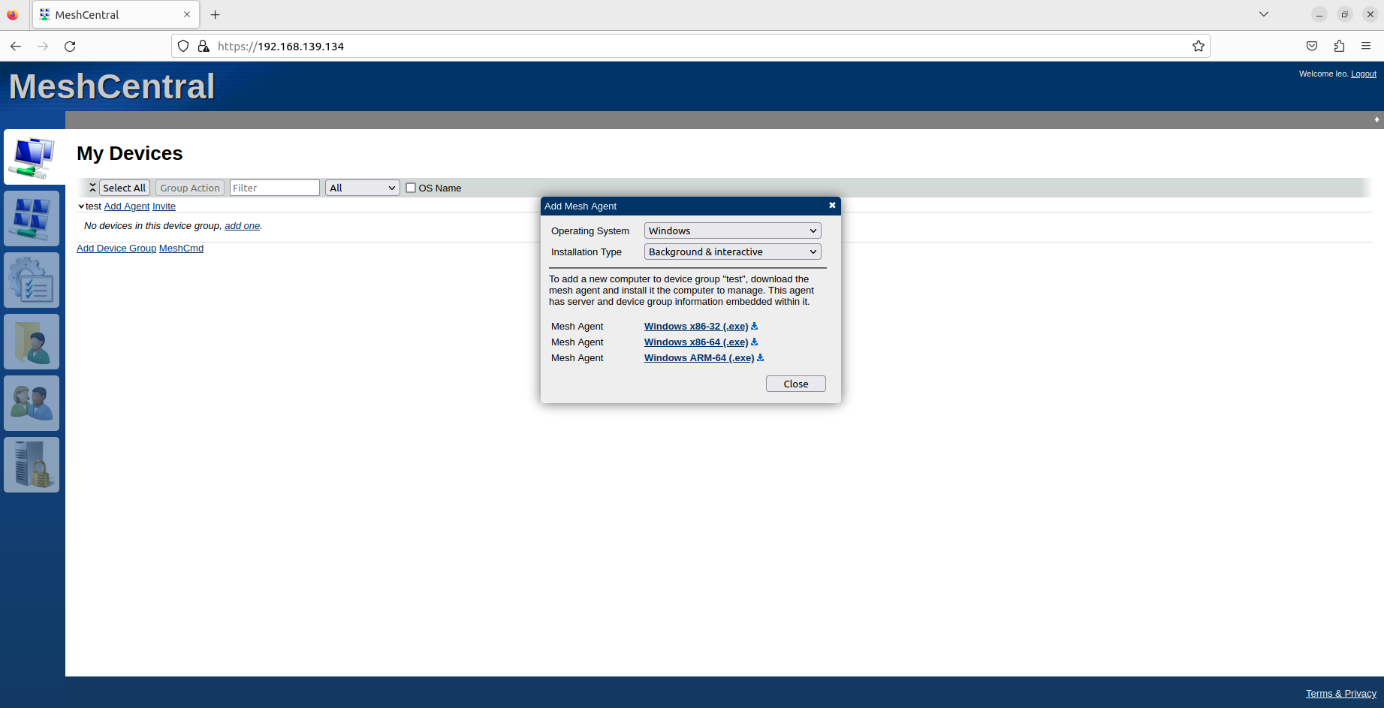 MeshCentral
https://192.168.139.134
MeshCentral
Welcome leo. Logout
My Devices
Select All Group Action Filter All OS Name
test Add Agent Invite
No devices in this device group, add one.
Add Device Group MeshCmd
Add Mesh Agent
Operating System Windows
Installation Type Background & interactive
To add a new computer to device group "test", download the
mesh agent and install it the computer to manage. This agent
has server and device group information embedded within it.
Mesh Agent Windows x86-32 (.exe)
Mesh Agent Windows x86-64 (.exe)
Mesh Agent Windows ARM-64 (.exe)
Close
Terms & Privacy